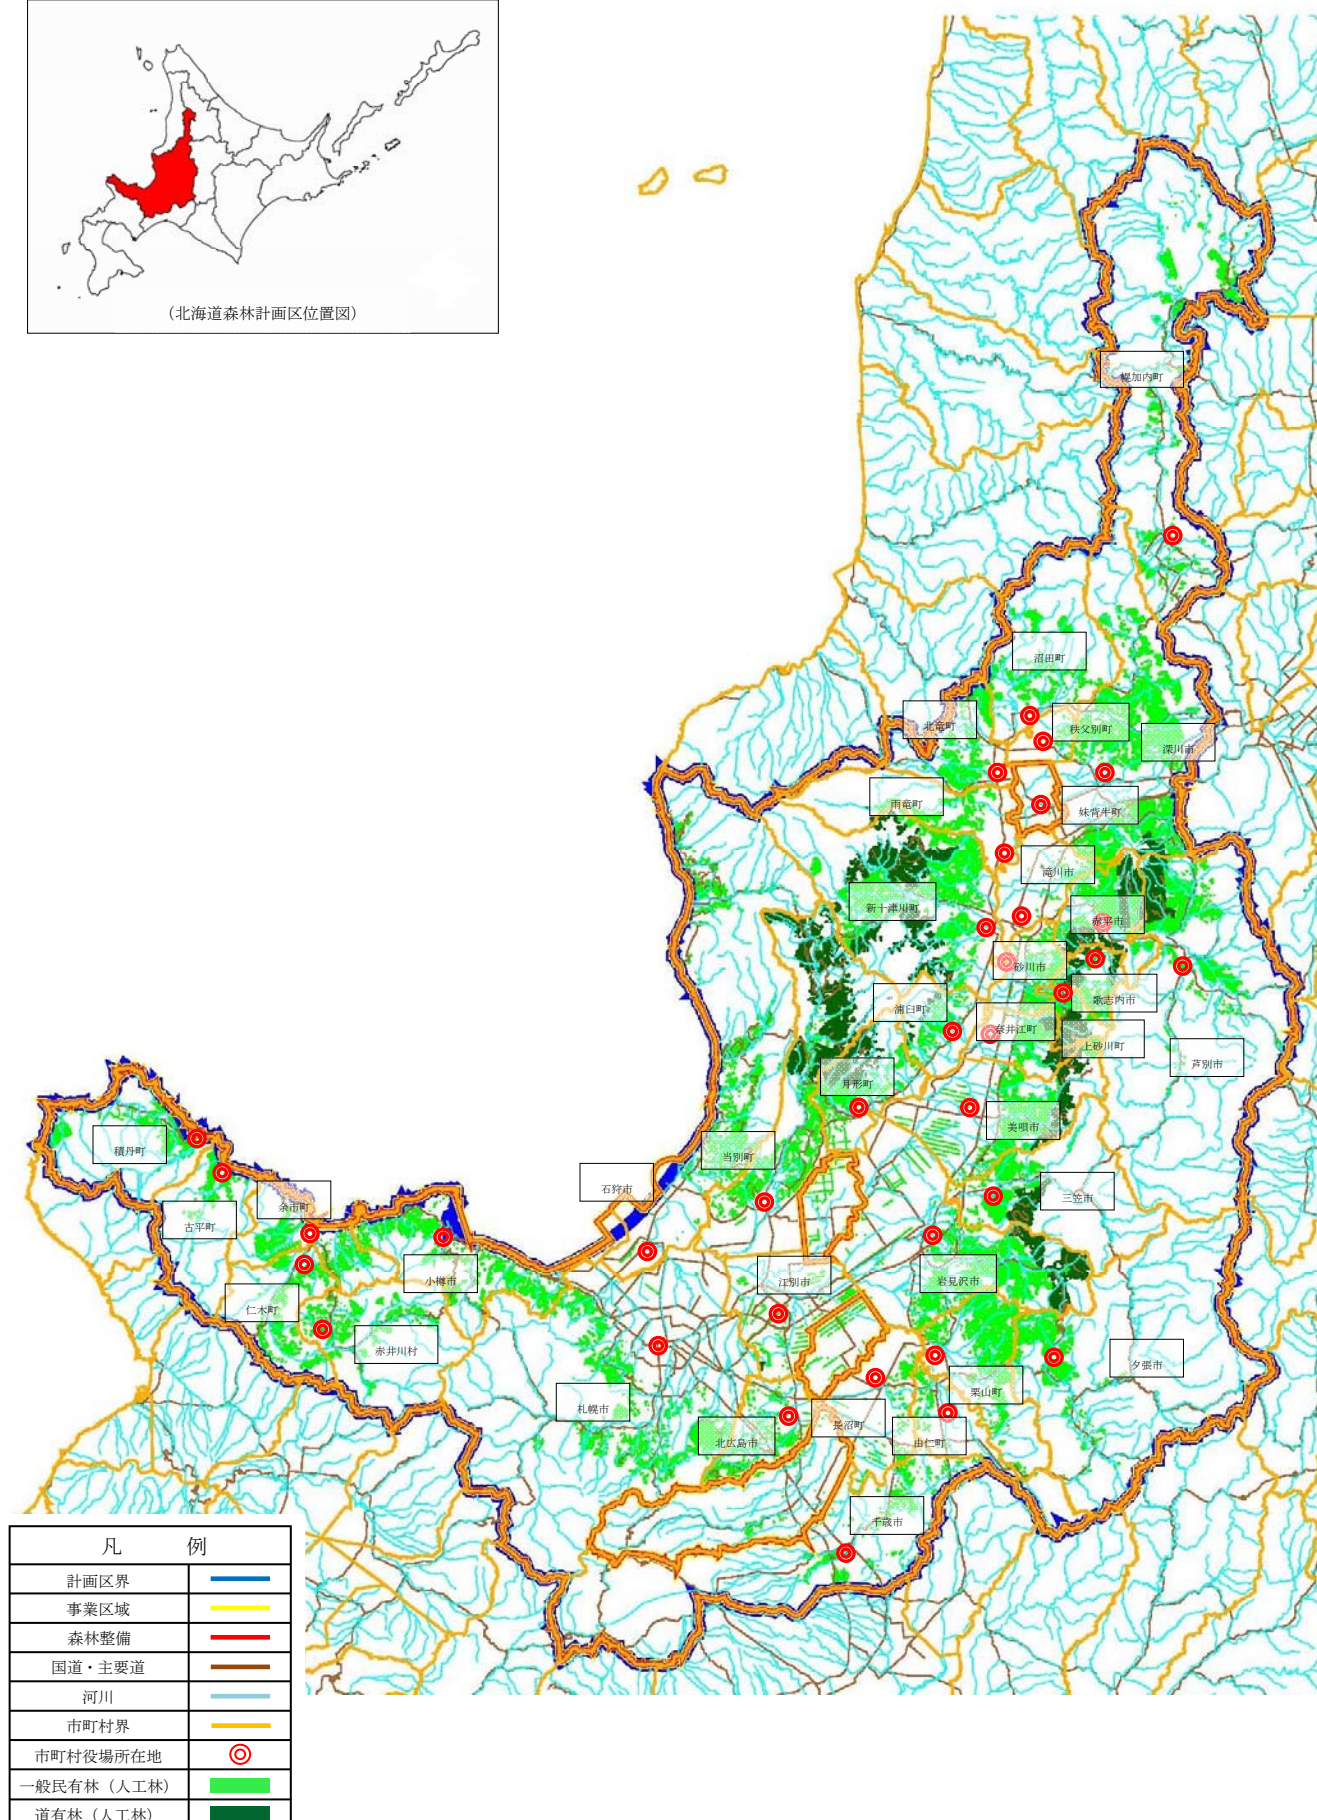 (北海道森林計画区位置図)
幌加内町
沼田町
北竜町
秩父別町
深川市
雨竜町
妹背牛町
滝川市
新十津川町
赤平市
砂川市
歌志内市
浦臼町
奈井江町
上砂川町
芦別市
月形町
美唄市
積丹町
当別町
石狩市
三笠市
余市町
古平町
小樽市
江別市
岩見沢市
仁木町
赤井川村
夕張市
栗山町
札幌市
長沼町
北広島市
由仁町
千歳市
凡 例
計画区界
事業区域
森林整備
国道・主要道
河川
市町村界
市町村役場所在地
一般民有林(人工林)
道有林(人工林)